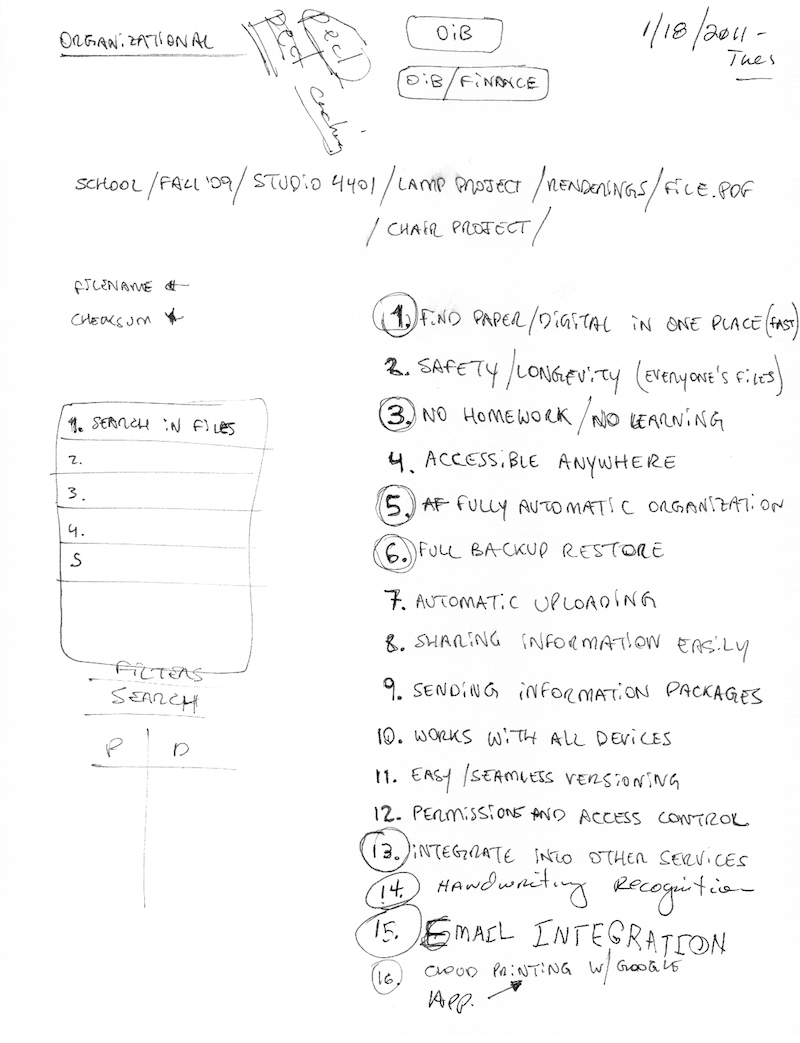 ORGANIZATIONAL
OiB
1/18/2011 -
Tues
OiB/FINANCE
SCHOOL/FALL '09/STUDIO 4401/LAMP PROJECT/RENDERINGS/FILE.PDF
/CHAIR PROJECT/
FILENAME
CHECKSUM
1. FIND PAPER/DIGITAL IN ONE PLACE (FAST)
2. SAFETY/LONGEVITY (EVERYONE'S FILES)
3. NO HOMEWORK/NO LEARNING
4. ACCESSIBLE ANYWHERE
5. FULLY AUTOMATIC ORGANIZATION
6. FULL BACKUP RESTORE
7. AUTOMATIC UPLOADING
8. SHARING INFORMATION EASILY
9. SENDING INFORMATION PACKAGES
10. WORKS WITH ALL DEVICES
11. EASY/SEAMLESS VERSIONING
12. PERMISSIONS AND ACCESS CONTROL
13. INTEGRATE INTO OTHER SERVICES
14. HANDWRITING RECOGNITION
15. EMAIL INTEGRATION
16. CLOUD PRINTING W/GOOGLE
APP.
1. SEARCH IN FILES
2.
3.
4.
5
FILTERS
SEARCH
P D